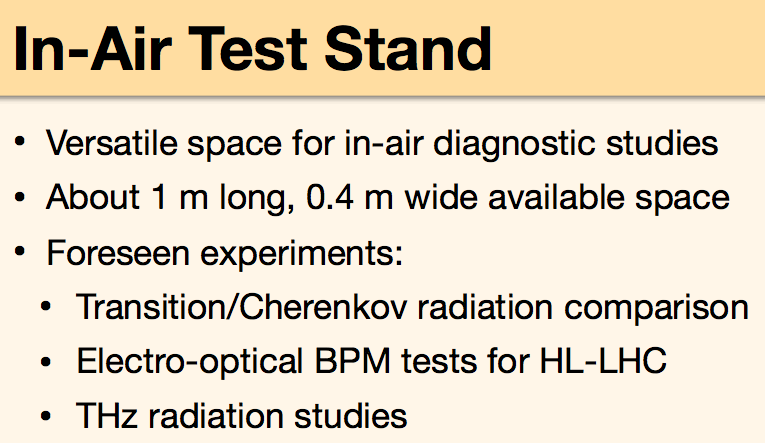 In-Air Test Stand
• Versatile space for in-air diagnostic studies
• About 1 m long, 0.4 m wide available space
• Foreseen experiments:
• Transition/Cherenkov radiation comparison
• Electro-optical BPM tests for HL-LHC
• THz radiation studies